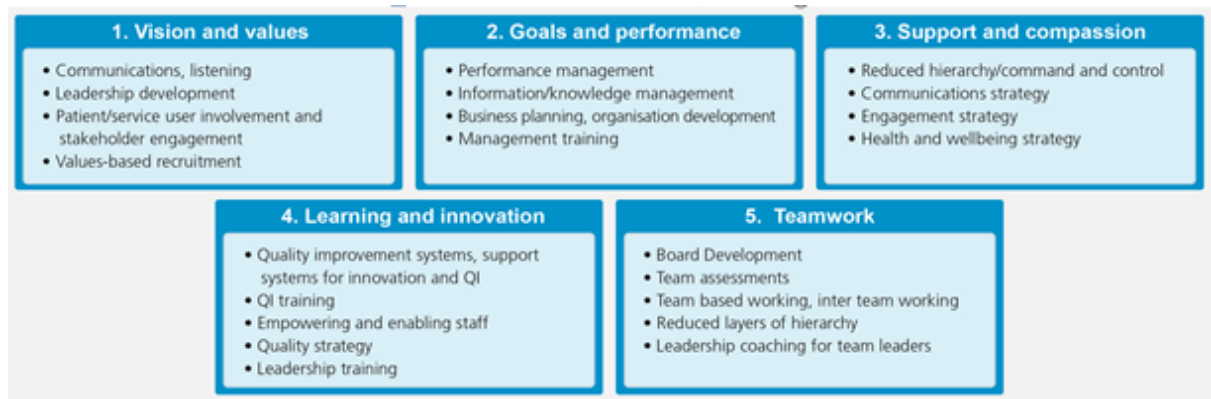 1. Vision and values
• Communications, listening
• Leadership development
• Patient/service user involvement and
stakeholder engagement
• Values-based recruitment
2. Goals and performance
• Performance management
• Information/knowledge management
• Business planning, organisation development
• Management training
3. Support and compassion
• Reduced hierarchy/command and control
• Communications strategy
• Engagement strategy
• Health and wellbeing strategy
4. Learning and innovation
• Quality improvement systems, support
systems for innovation and QI
• QI training
• Empowering and enabling staff
• Quality strategy
• Leadership training
5. Teamwork
• Board Development
• Team assessments
• Team based working, inter team working
• Reduced layers of hierarchy
• Leadership coaching for team leaders